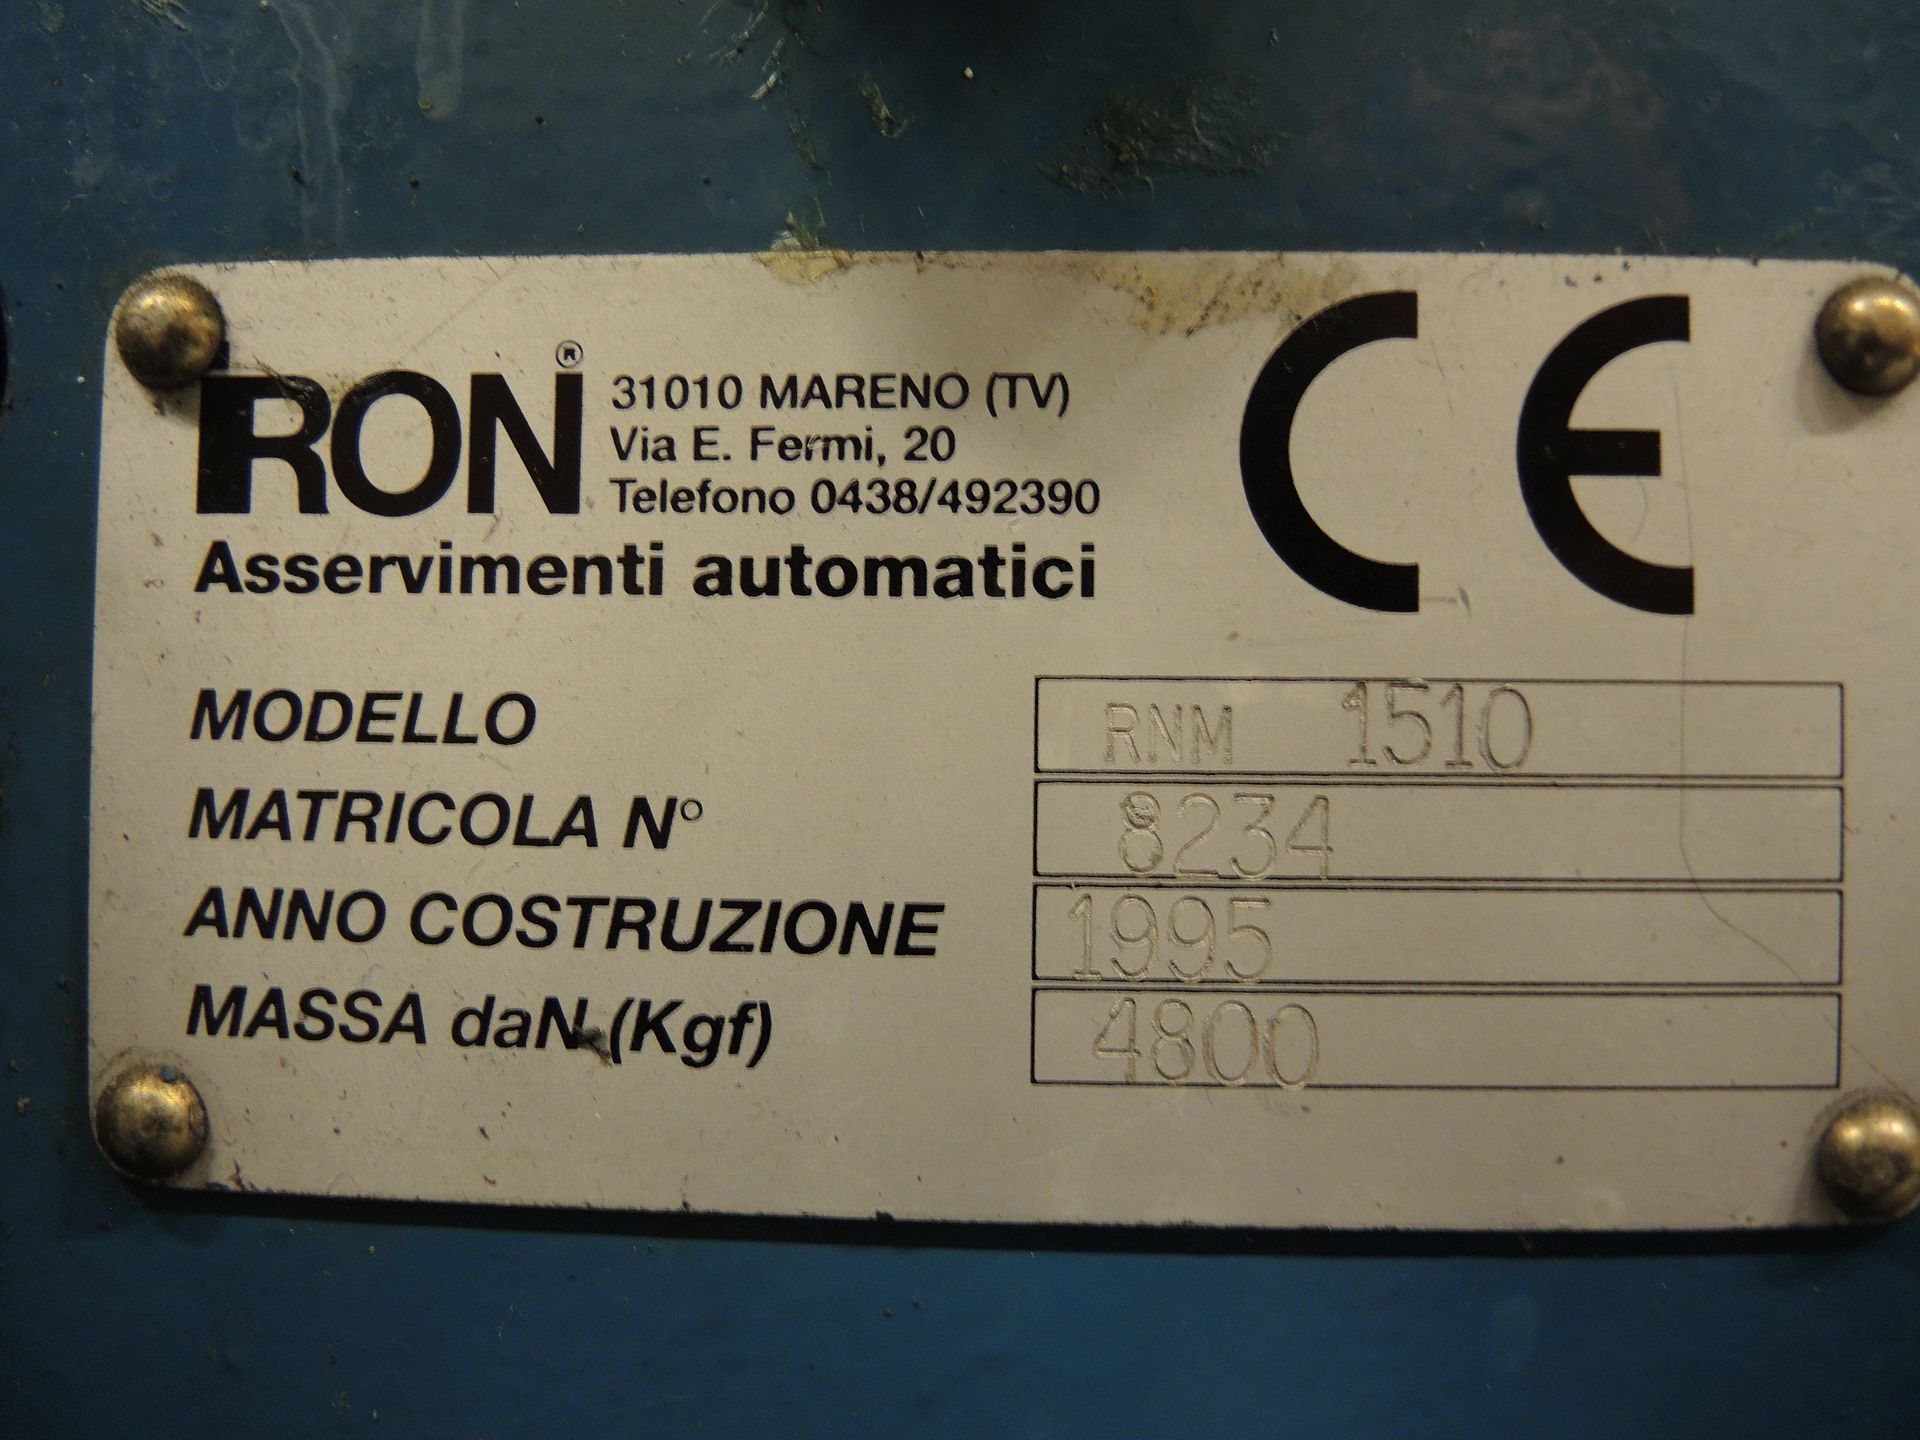 RON®
31010 MARENO (TV)
Via E. Fermi, 20
Telefono 0438/492390
Asservimenti automatici
CE
MODELLO RNM 1510
MATRICOLA N° 8234
ANNO COSTRUZIONE 1995
MASSA daN (Kgf) 4800